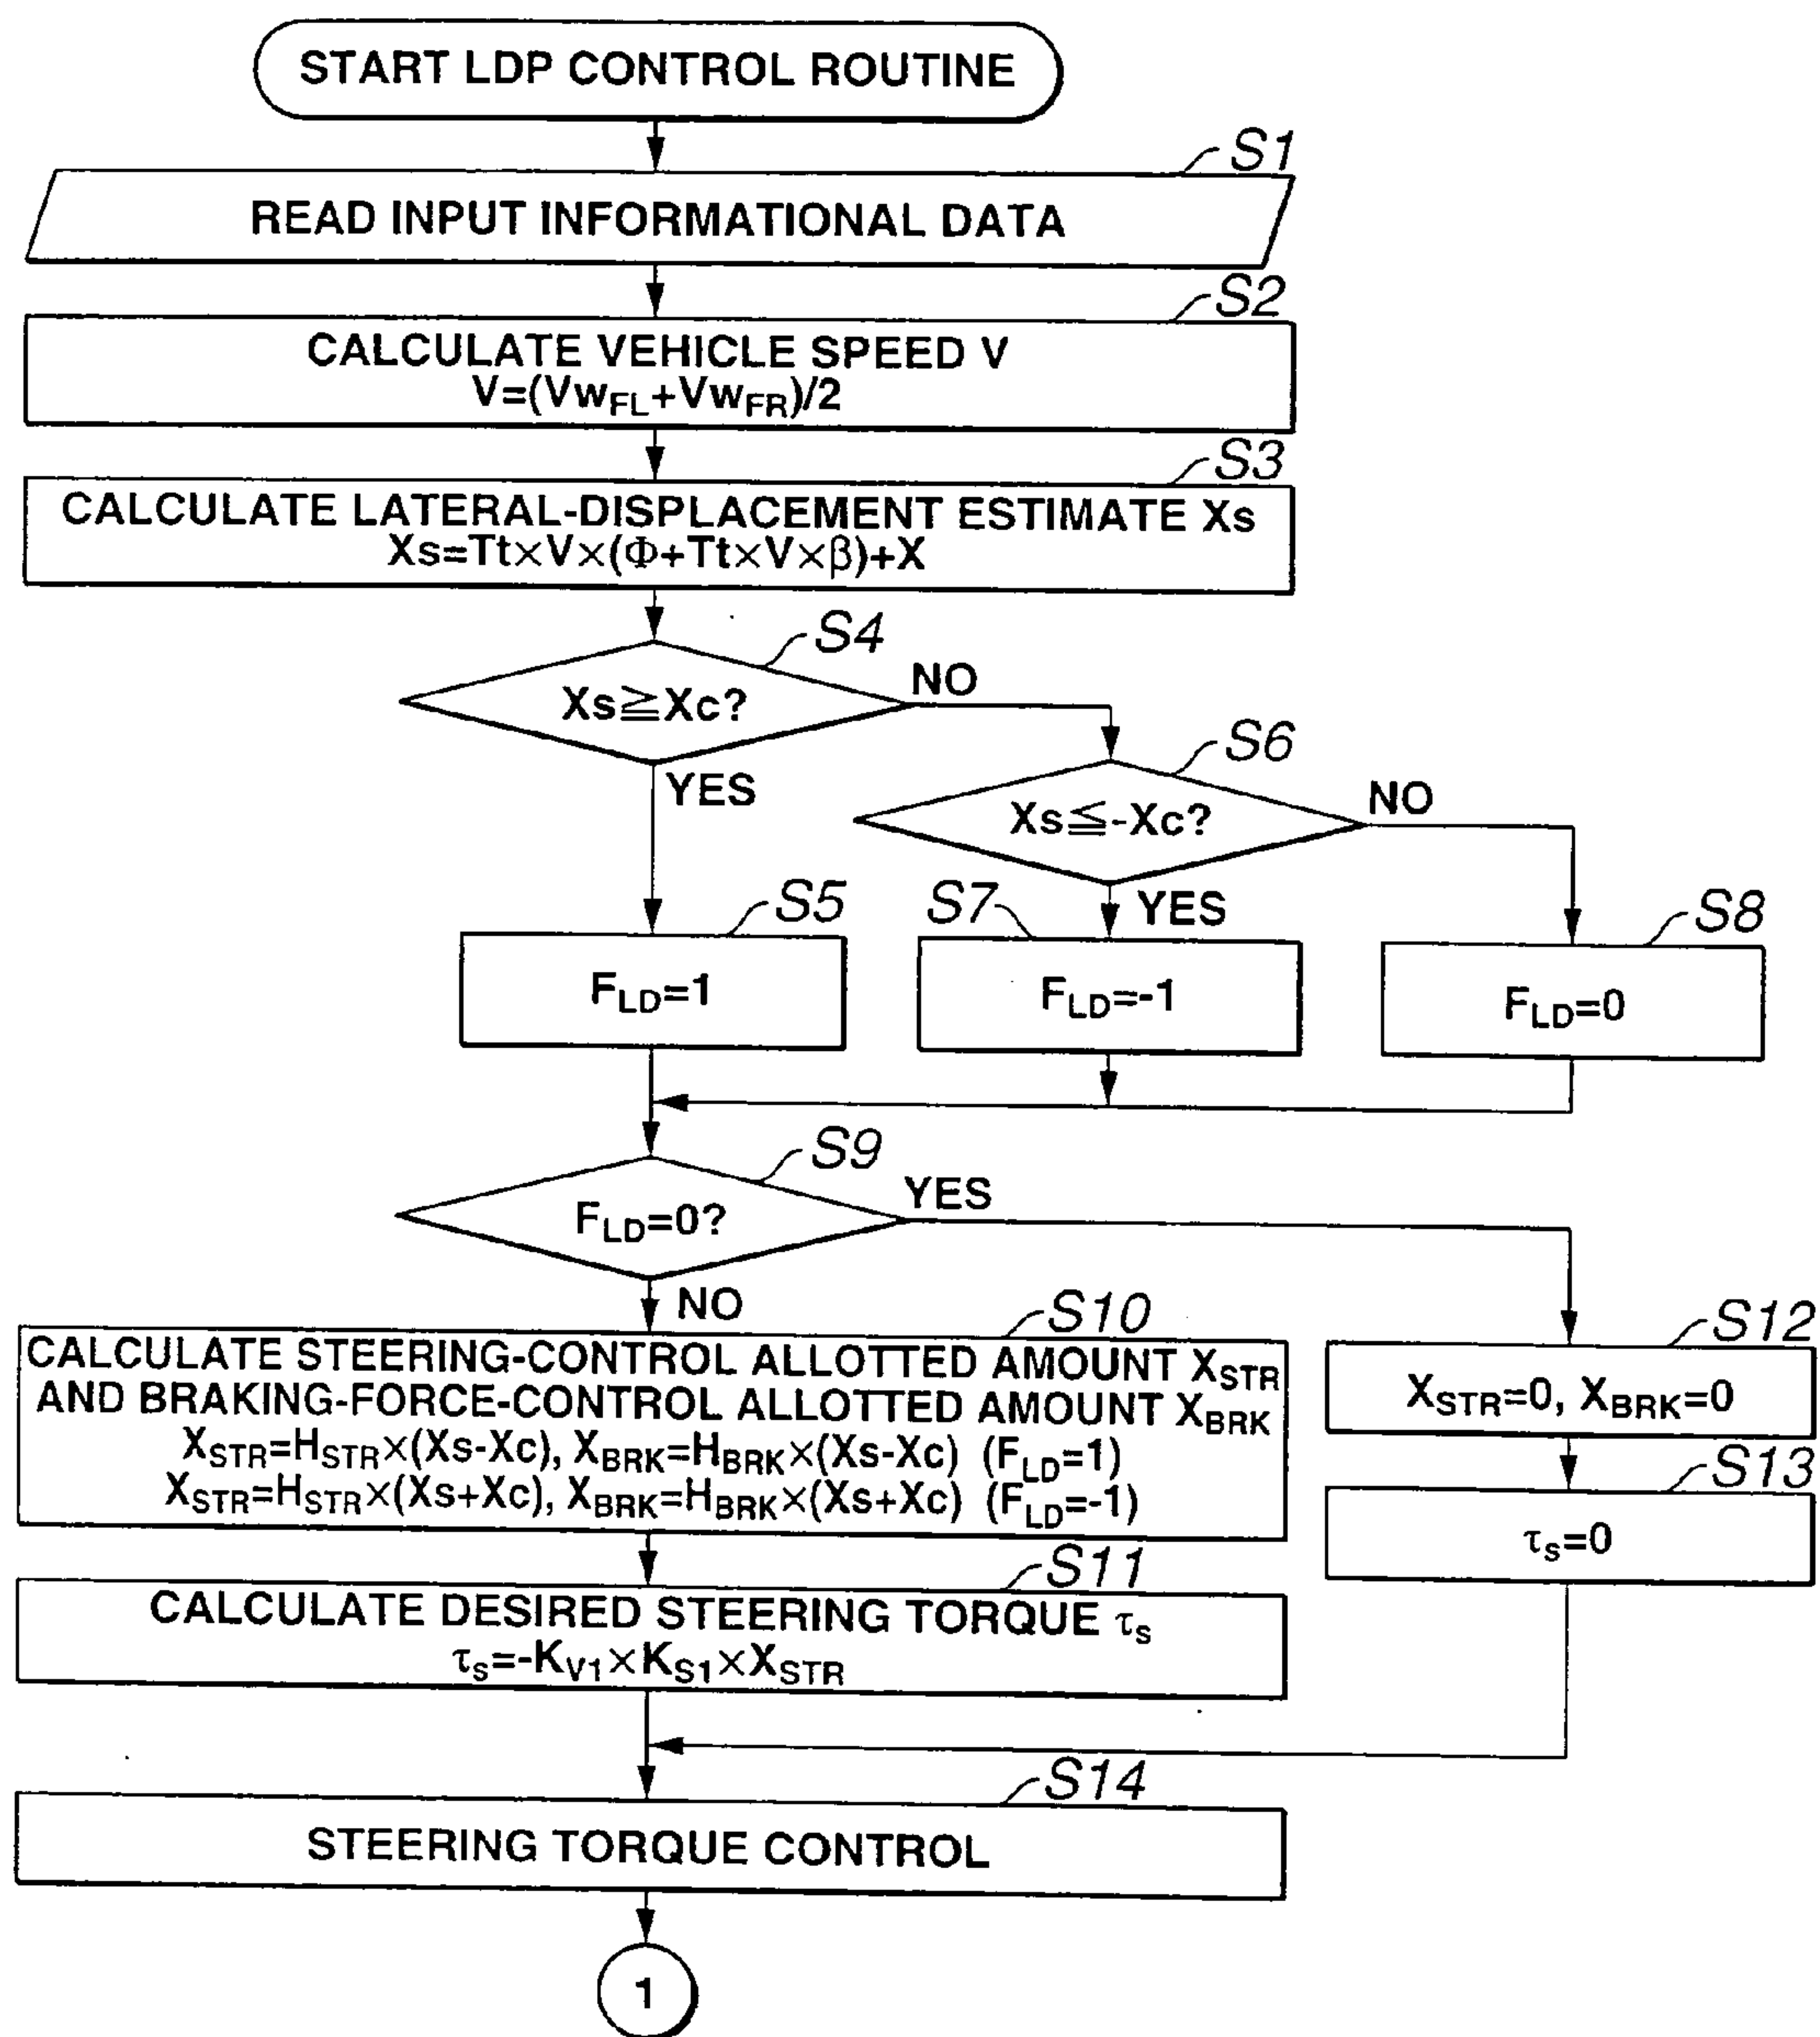 START LDP CONTROL ROUTINE
S1
READ INPUT INFORMATIONAL DATA
S2
CALCULATE VEHICLE SPEED V
V=(VwFL+VwFR)/2
S3
CALCULATE LATERAL-DISPLACEMENT ESTIMATE Xs
Xs=Tt×V×(Φ+Tt×V×β)+X
S4
Xs≧Xc?
NO
YES
S6
Xs≦-Xc?
NO
YES
S5
FLD=1
S7
FLD=-1
S8
FLD=0
S9
FLD=0?
YES
NO
S10
CALCULATE STEERING-CONTROL ALLOTTED AMOUNT XSTR
AND BRAKING-FORCE-CONTROL ALLOTTED AMOUNT XBRK
XSTR=HSTR×(Xs-Xc), XBRK=HBRK×(Xs-Xc) (FLD=1)
XSTR=HSTR×(Xs+Xc), XBRK=HBRK×(Xs+Xc) (FLD=-1)
S12
XSTR=0, XBRK=0
S13
τs=0
S11
CALCULATE DESIRED STEERING TORQUE τs
τs=-KV1×KS1×XSTR
S14
STEERING TORQUE CONTROL
1